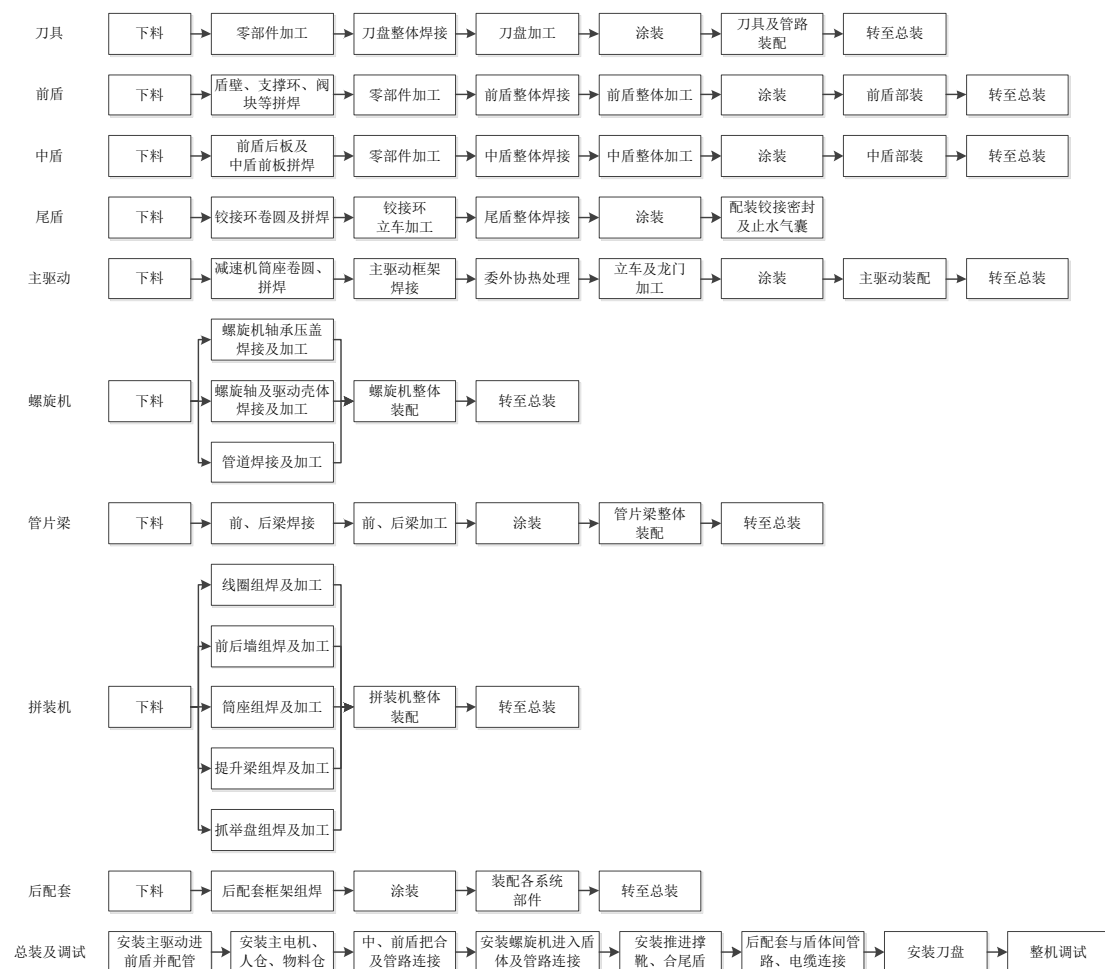 刀具
下料
零部件加工
刀盘整体焊接
刀盘加工
涂装
刀具及管路
装配
转至总装
前盾
下料
盾壁、支撑环、阀
块等拼焊
零部件加工
前盾整体焊接
前盾整体加工
涂装
前盾部装
转至总装
中盾
下料
前盾后板及
中盾前板拼焊
零部件加工
中盾整体焊接
中盾整体加工
涂装
中盾部装
转至总装
尾盾
下料
铰接环卷圆及拼焊
铰接环
立车加工
尾盾整体焊接
涂装
配装铰接密封
及止水气囊
主驱动
下料
减速机筒座卷圆、
拼焊
主驱动框架
焊接
委外协热处理
立车及龙门
加工
涂装
主驱动装配
转至总装
螺旋机
下料
螺旋机轴承压盖
焊接及加工
螺旋轴及驱动壳体
焊接及加工
管道焊接及加工
螺旋机整体
装配
转至总装
管片梁
下料
前、后梁焊接
前、后梁加工
涂装
管片梁整体
装配
转至总装
拼装机
下料
线圈组焊及加工
前后墙组焊及加工
筒座组焊及加工
提升梁组焊及加工
抓举盘组焊及加工
拼装机整体
装配
转至总装
后配套
下料
后配套框架组焊
涂装
装配各系统
部件
转至总装
总装及调试
安装主驱动进
前盾并配管
安装主电机、
人仓、物料仓
中、前盾把合
及管路连接
安装螺旋机进入盾
体及管路连接
安装推进撑
靴、合尾盾
后配套与盾体间管
路、电缆连接
安装刀盘
整机调试